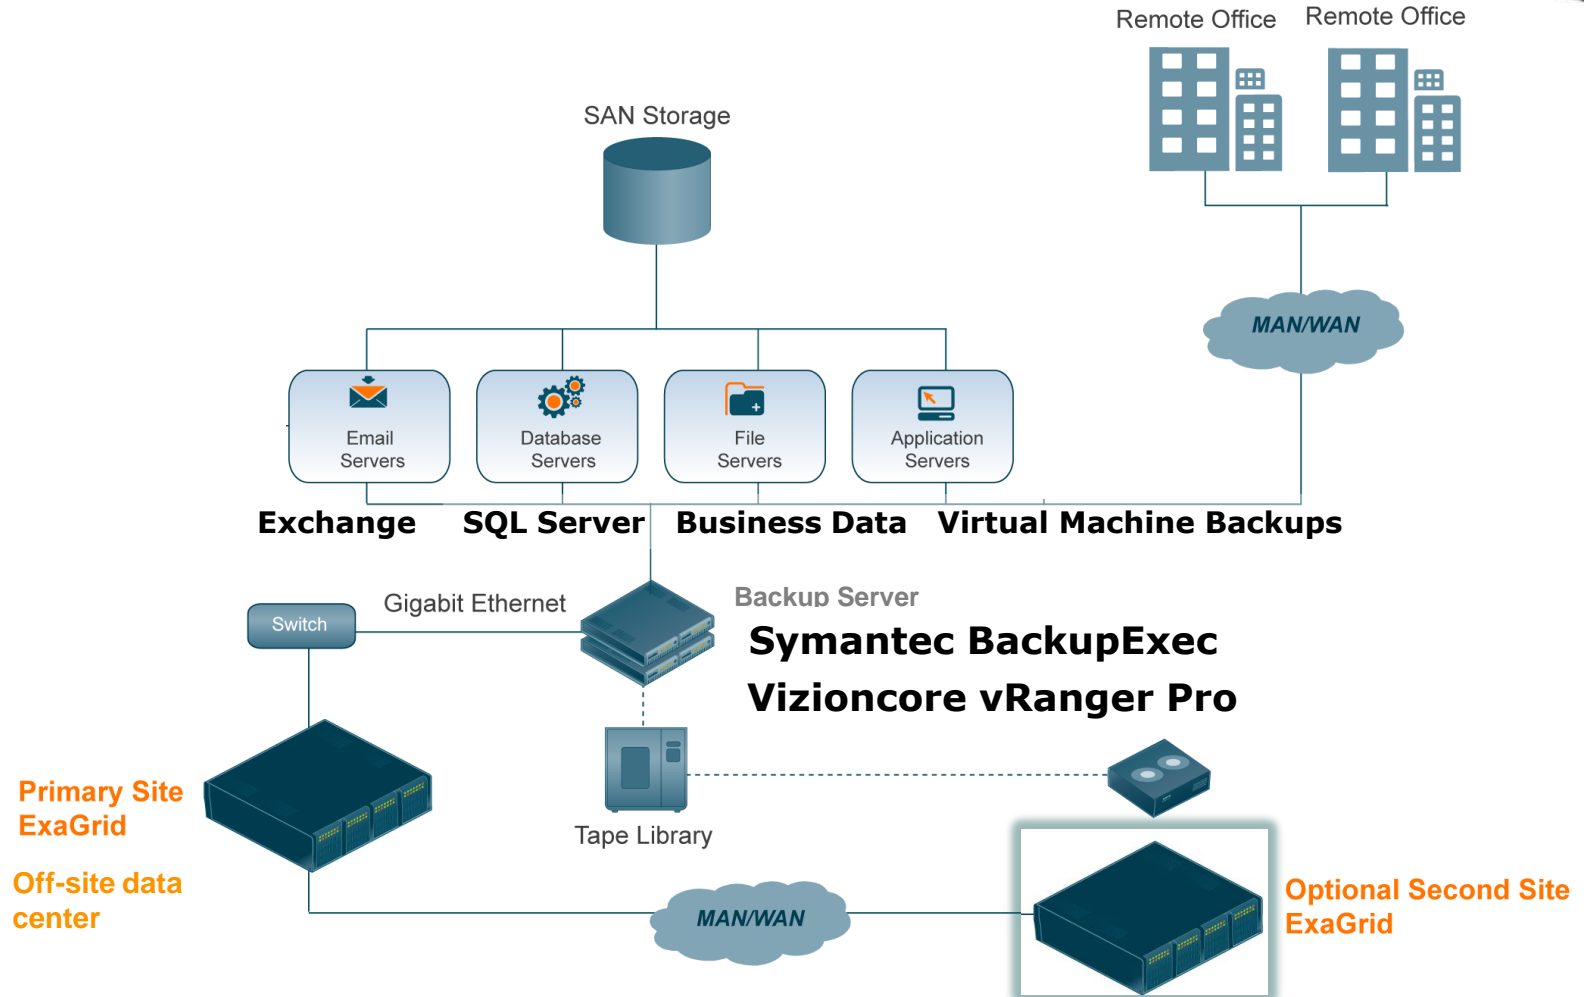 Remote Office
Remote Office
SAN Storage
MAN/WAN
Email
Servers
Database
Servers
File
Servers
Application
Servers
Exchange
SQL Server
Business Data
Virtual Machine Backups
Gigabit Ethernet
Switch
Backup Server
Symantec BackupExec
Vizioncore vRanger Pro
Primary Site
ExaGrid
Tape Library
Off-site data
center
MAN/WAN
Optional Second Site
ExaGrid